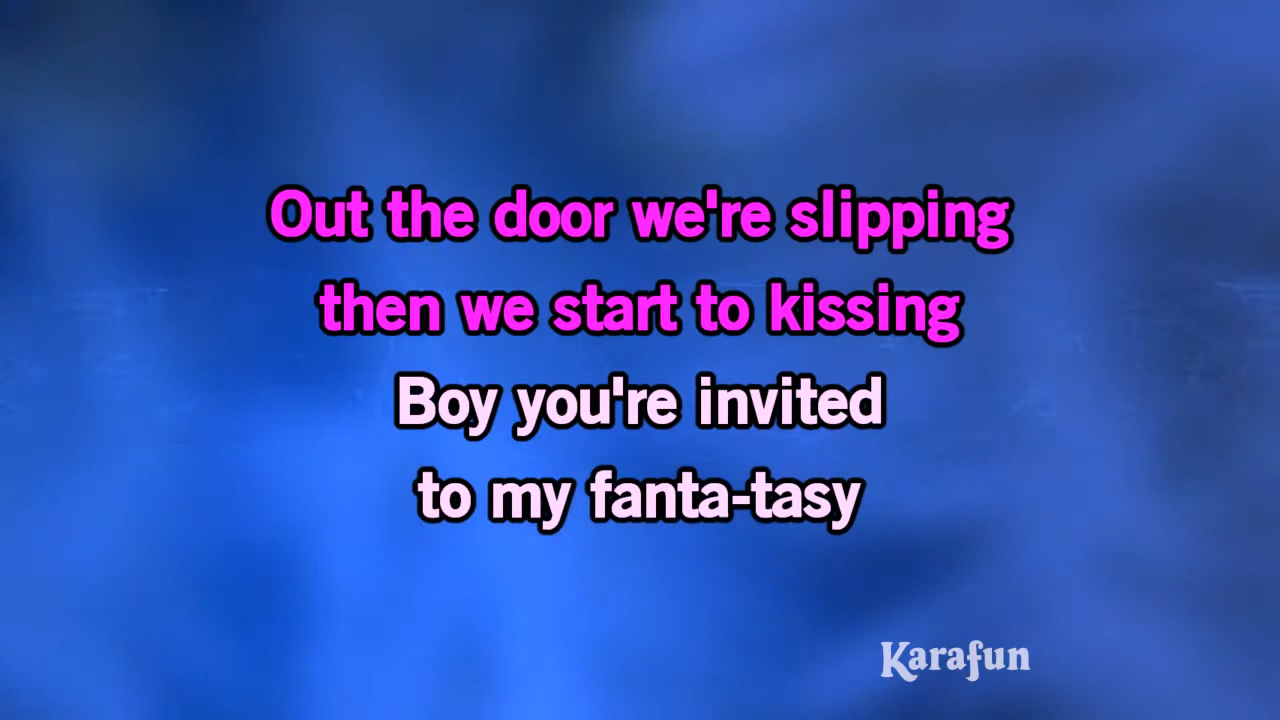 Out the door we're slipping
then we start to kissing
Boy you're invited
to my fanta-tasy
Karafun